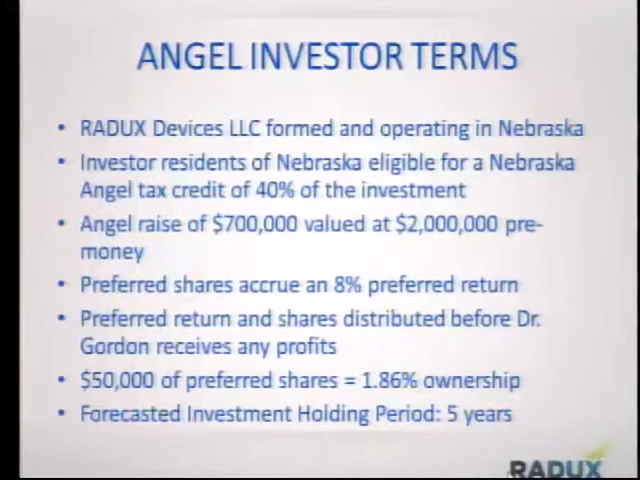 ANGEL INVESTOR TERMS
• RADUX Devices LLC formed and operating in Nebraska
• Investor residents of Nebraska eligible for a Nebraska
Angel tax credit of 40% of the investment
• Angel raise of $700,000 valued at $2,000,000 pre-
money
• Preferred shares accrue an 8% preferred return
• Preferred return and shares distributed before Dr.
Gordon receives any profits
• $50,000 of preferred shares = 1.86% ownership
• Forecasted Investment Holding Period: 5 years
RADUX